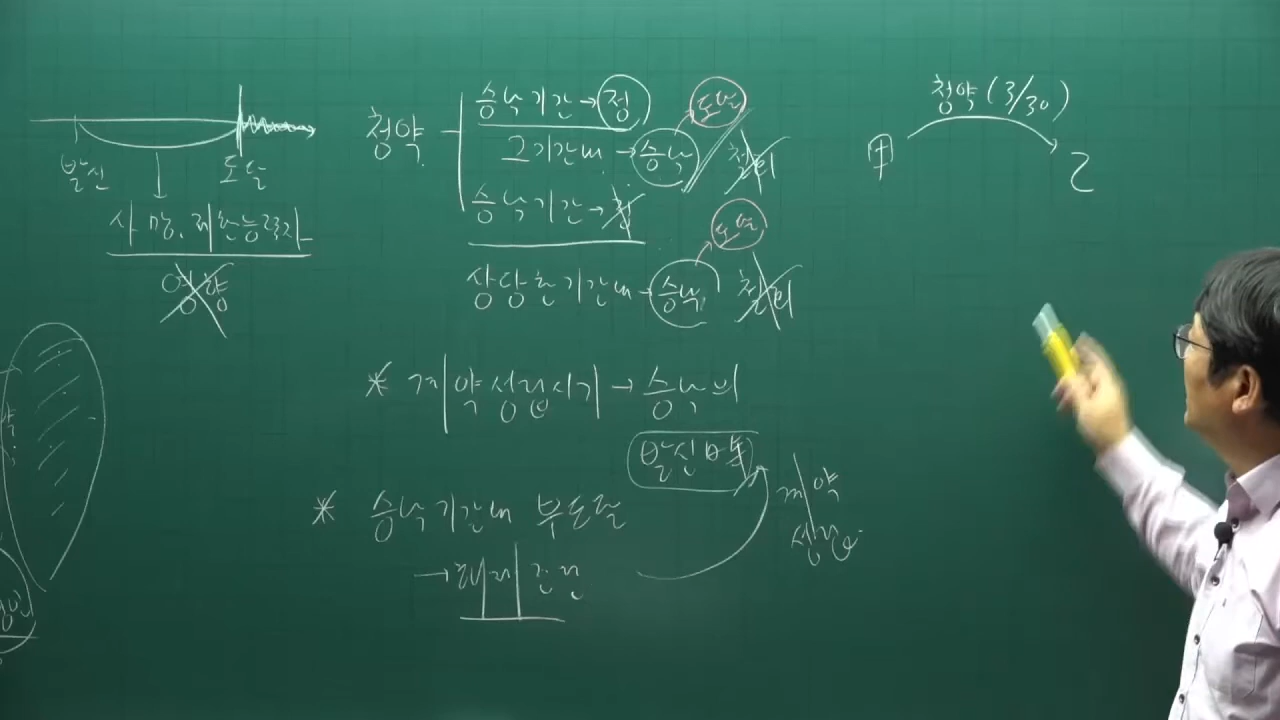 발신 도달
사망, 제한능력자
영향
청약
승낙기간→정
도달
그기간내→승낙 철회
승낙기간→정
도달
상당한기간내→승낙 철회
* 계약성립시기→승낙의
발신 때
* 승낙기간내 부도달
→해제조건
계약
성립
청약(3/30)
甲
乙